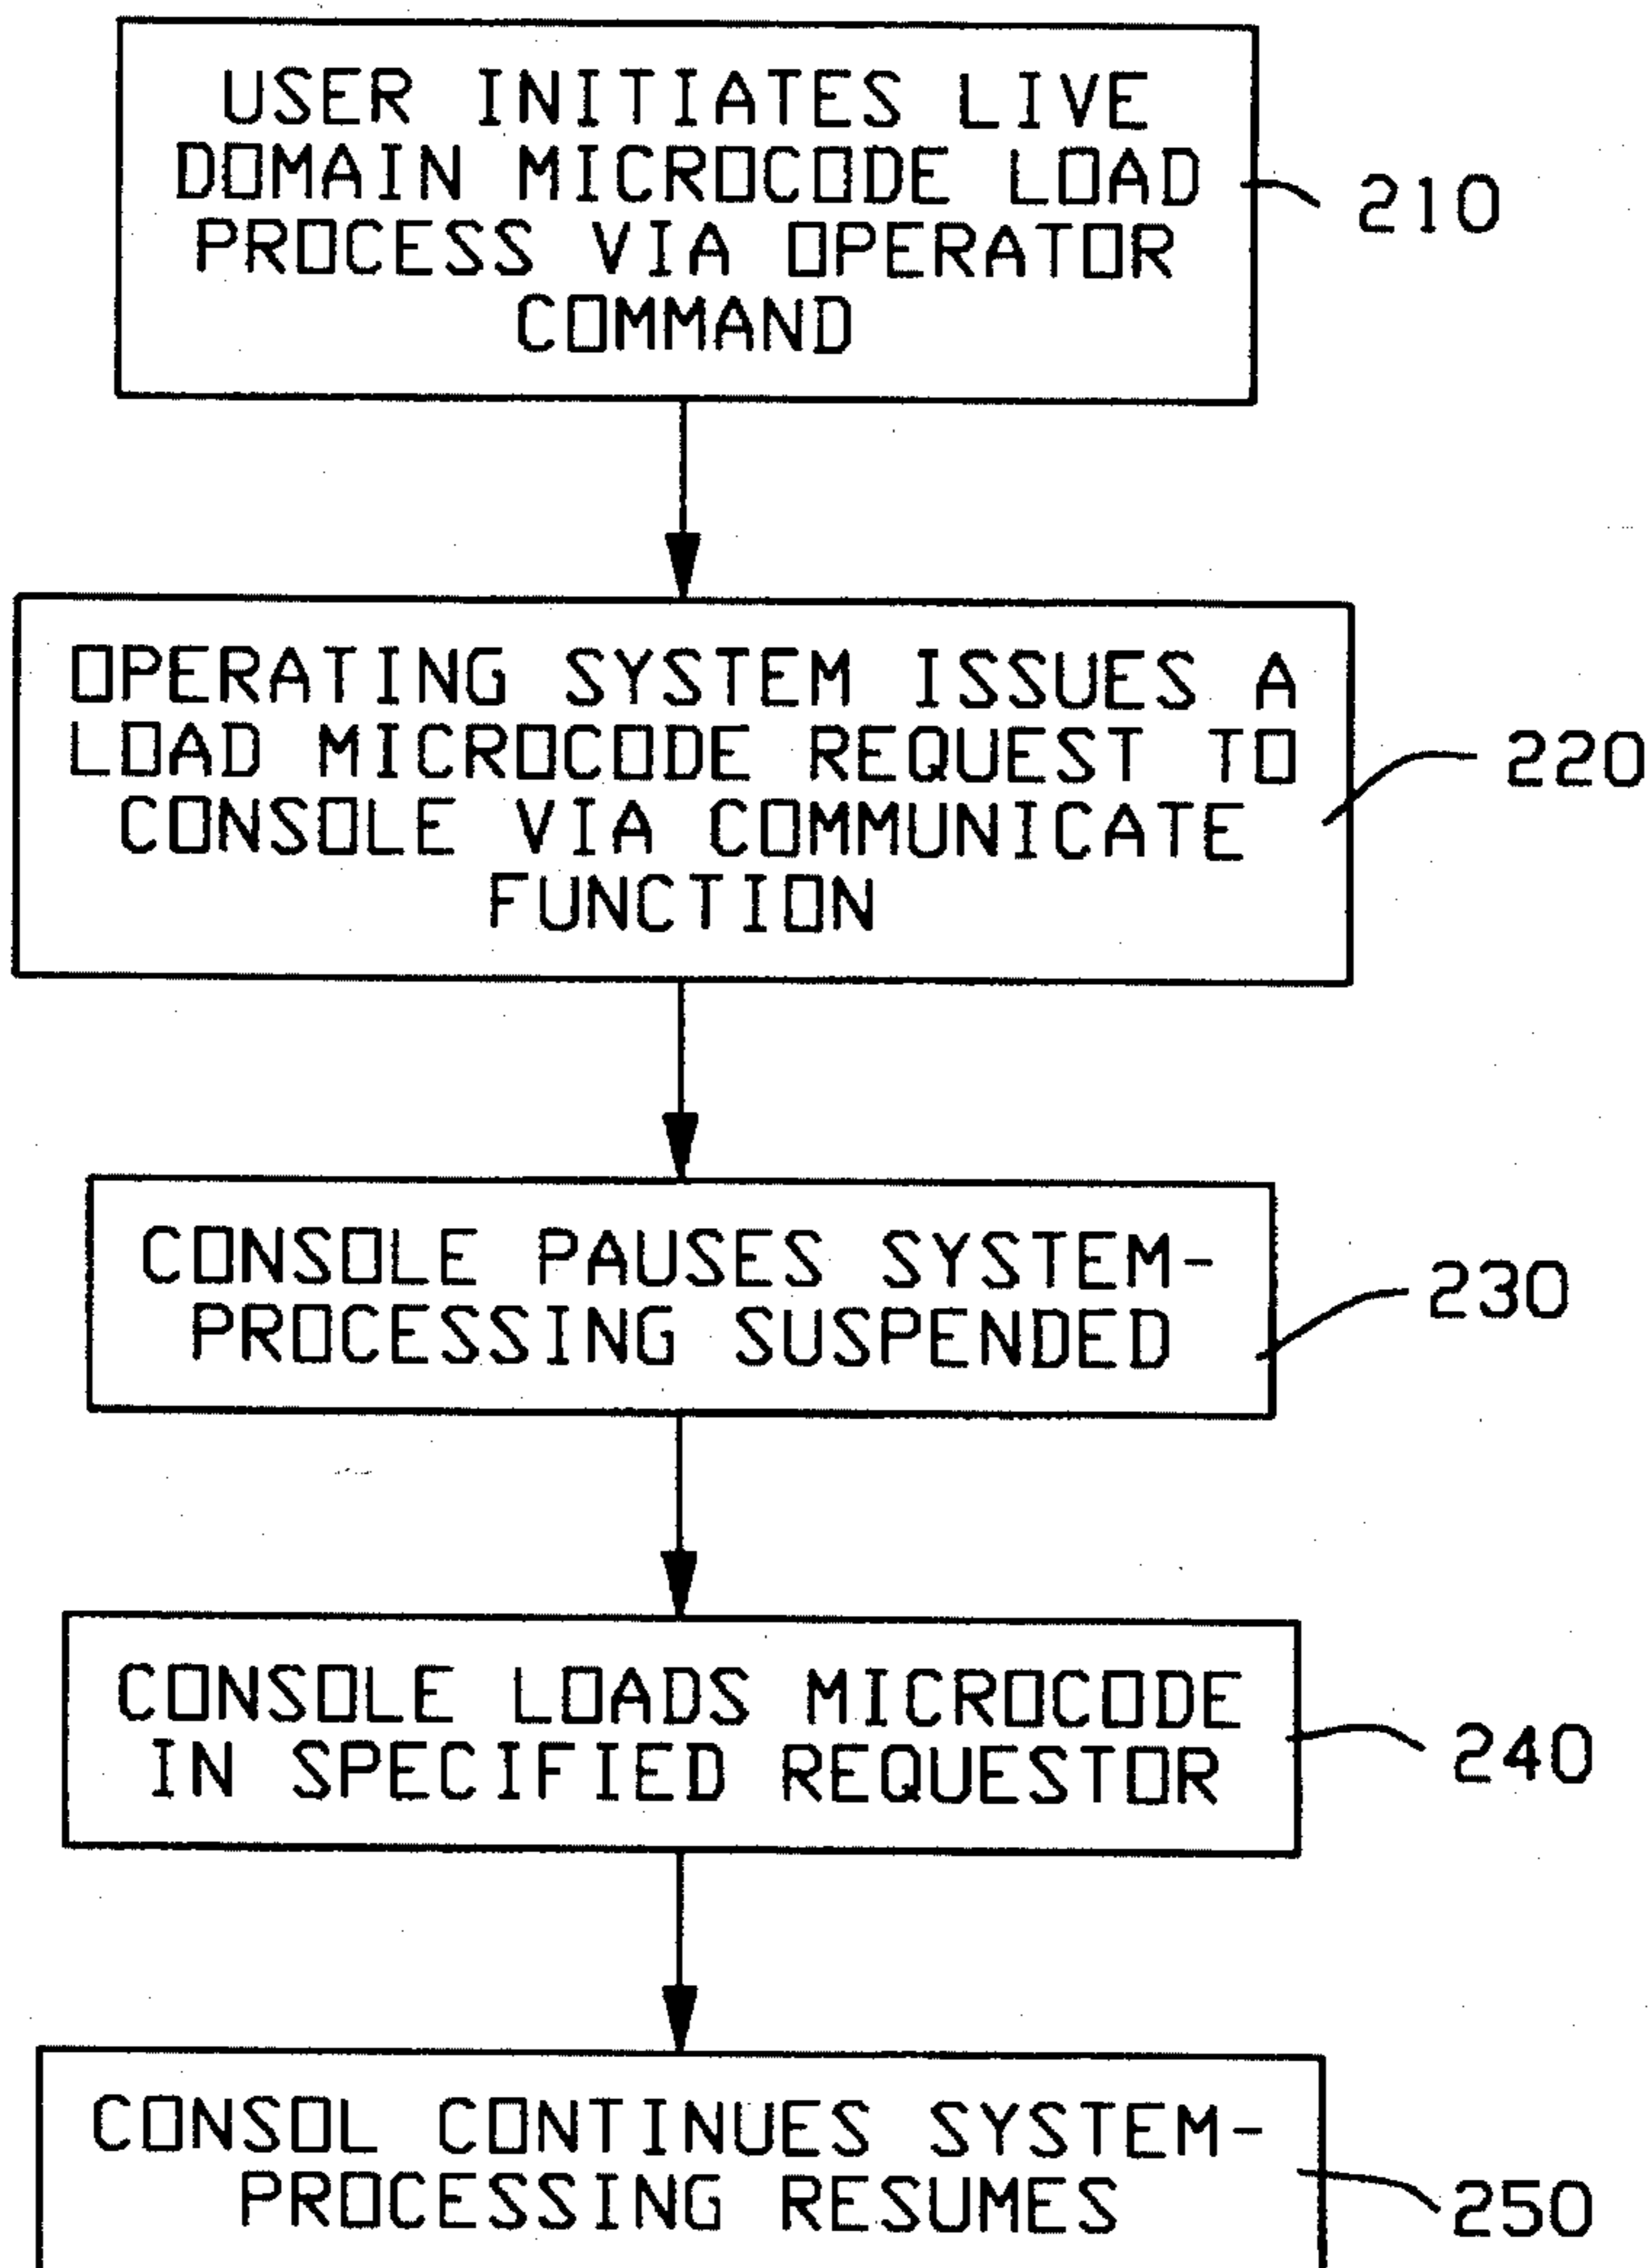 USER INITIATES LIVE
DOMAIN MICROCODE LOAD
PROCESS VIA OPERATOR
COMMAND
210
OPERATING SYSTEM ISSUES A
LOAD MICROCODE REQUEST TO
CONSOLE VIA COMMUNICATE
FUNCTION
220
CONSOLE PAUSES SYSTEM-
PROCESSING SUSPENDED
230
CONSOLE LOADS MICROCODE
IN SPECIFIED REQUESTOR
240
CONSOL CONTINUES SYSTEM-
PROCESSING RESUMES
250